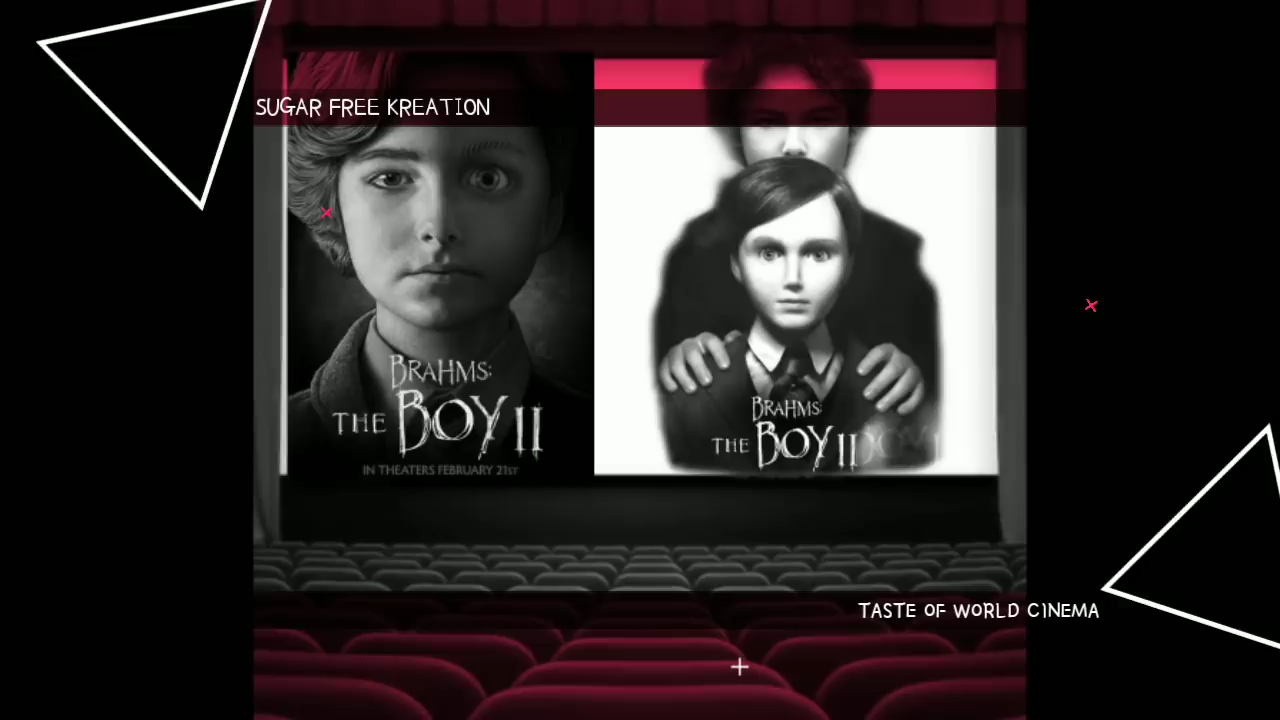 SUGAR FREE KREATION
BRAHMS:
THE BOY II
IN THEATERS FEBRUARY 21ST
BRAHMS:
THE BOY II
TASTE OF WORLD CINEMA